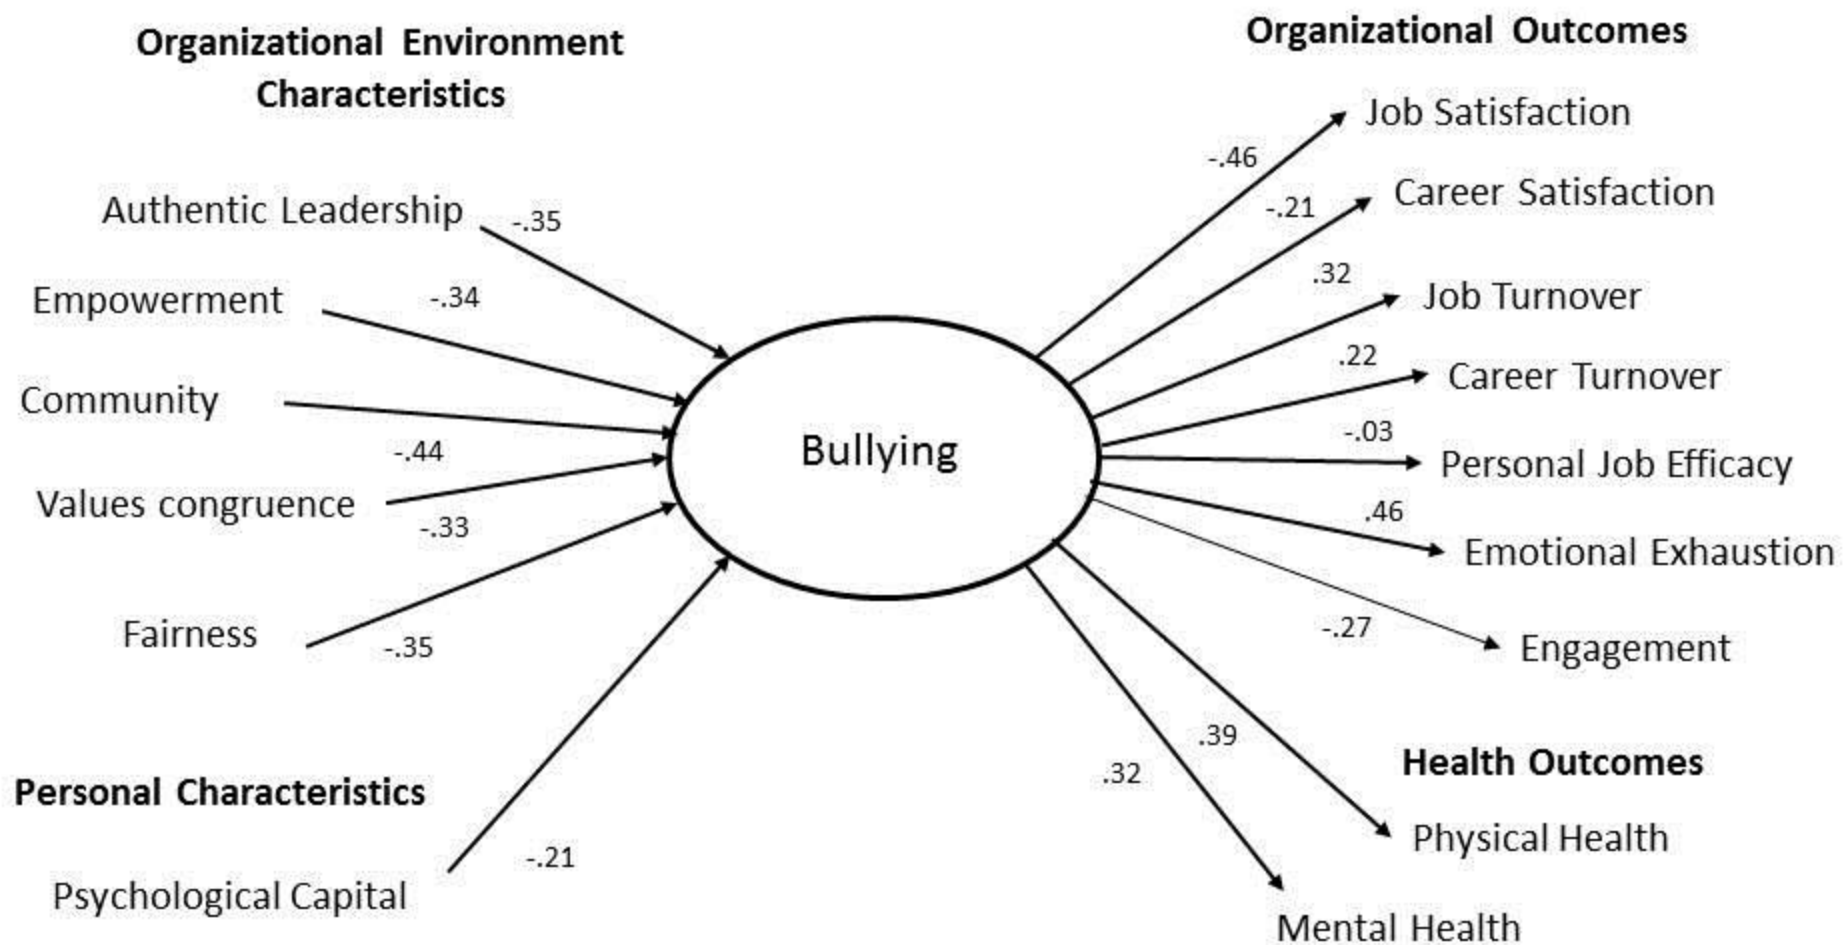 Organizational Environment
Characteristics
Authentic Leadership
-.35
Empowerment
-.34
Community
-.44
Values congruence
-.33
Fairness
-.35
Personal Characteristics
Psychological Capital
-.21
Bullying
Organizational Outcomes
Job Satisfaction
-.46
Career Satisfaction
-.21
Job Turnover
.32
Career Turnover
.22
Personal Job Efficacy
-.03
Emotional Exhaustion
.46
Engagement
-.27
Health Outcomes
Physical Health
.39
Mental Health
.32